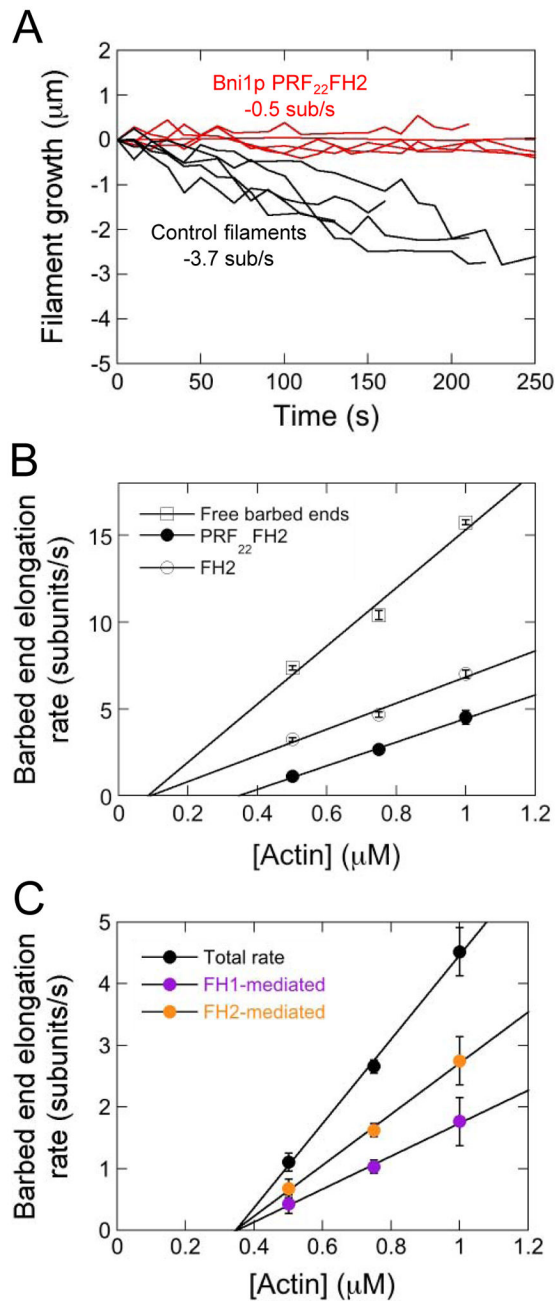 A
Filament growth (μm)
2
1
0
-1
-2
-3
-4
-5
Bni1p PRF₂₂FH2
-0.5 sub/s
Control filaments
-3.7 sub/s
0 50 100 150 200 250
Time (s)
B
Barbed end elongation
rate (subunits/s)
15
10
5
0
Free barbed ends
PRF₂₂FH2
FH2
0 0.2 0.4 0.6 0.8 1 1.2
[Actin] (μM)
C
Barbed end elongation
rate (subunits/s)
5
4
3
2
1
0
Total rate
FH1-mediated
FH2-mediated
0 0.2 0.4 0.6 0.8 1 1.2
[Actin] (μM)